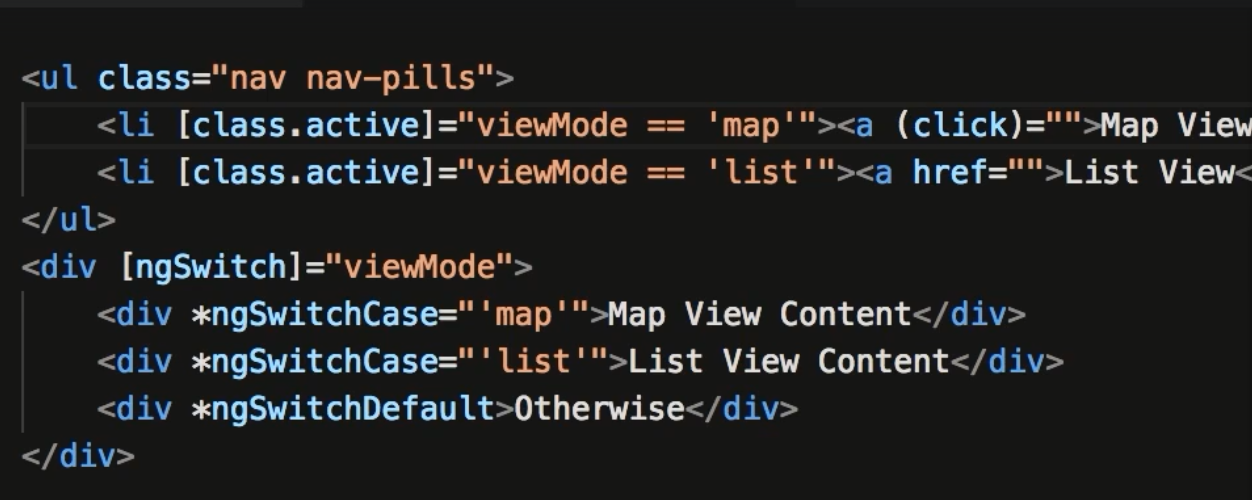 <ul class="nav nav-pills">
<li [class.active]="viewMode == 'map'"><a (click)="">Map View
<li [class.active]="viewMode == 'list'"><a href="">List View<
</ul>
<div [ngSwitch]="viewMode">
<div *ngSwitchCase="'map'">Map View Content</div>
<div *ngSwitchCase="'list'">List View Content</div>
<div *ngSwitchDefault>Otherwise</div>
</div>